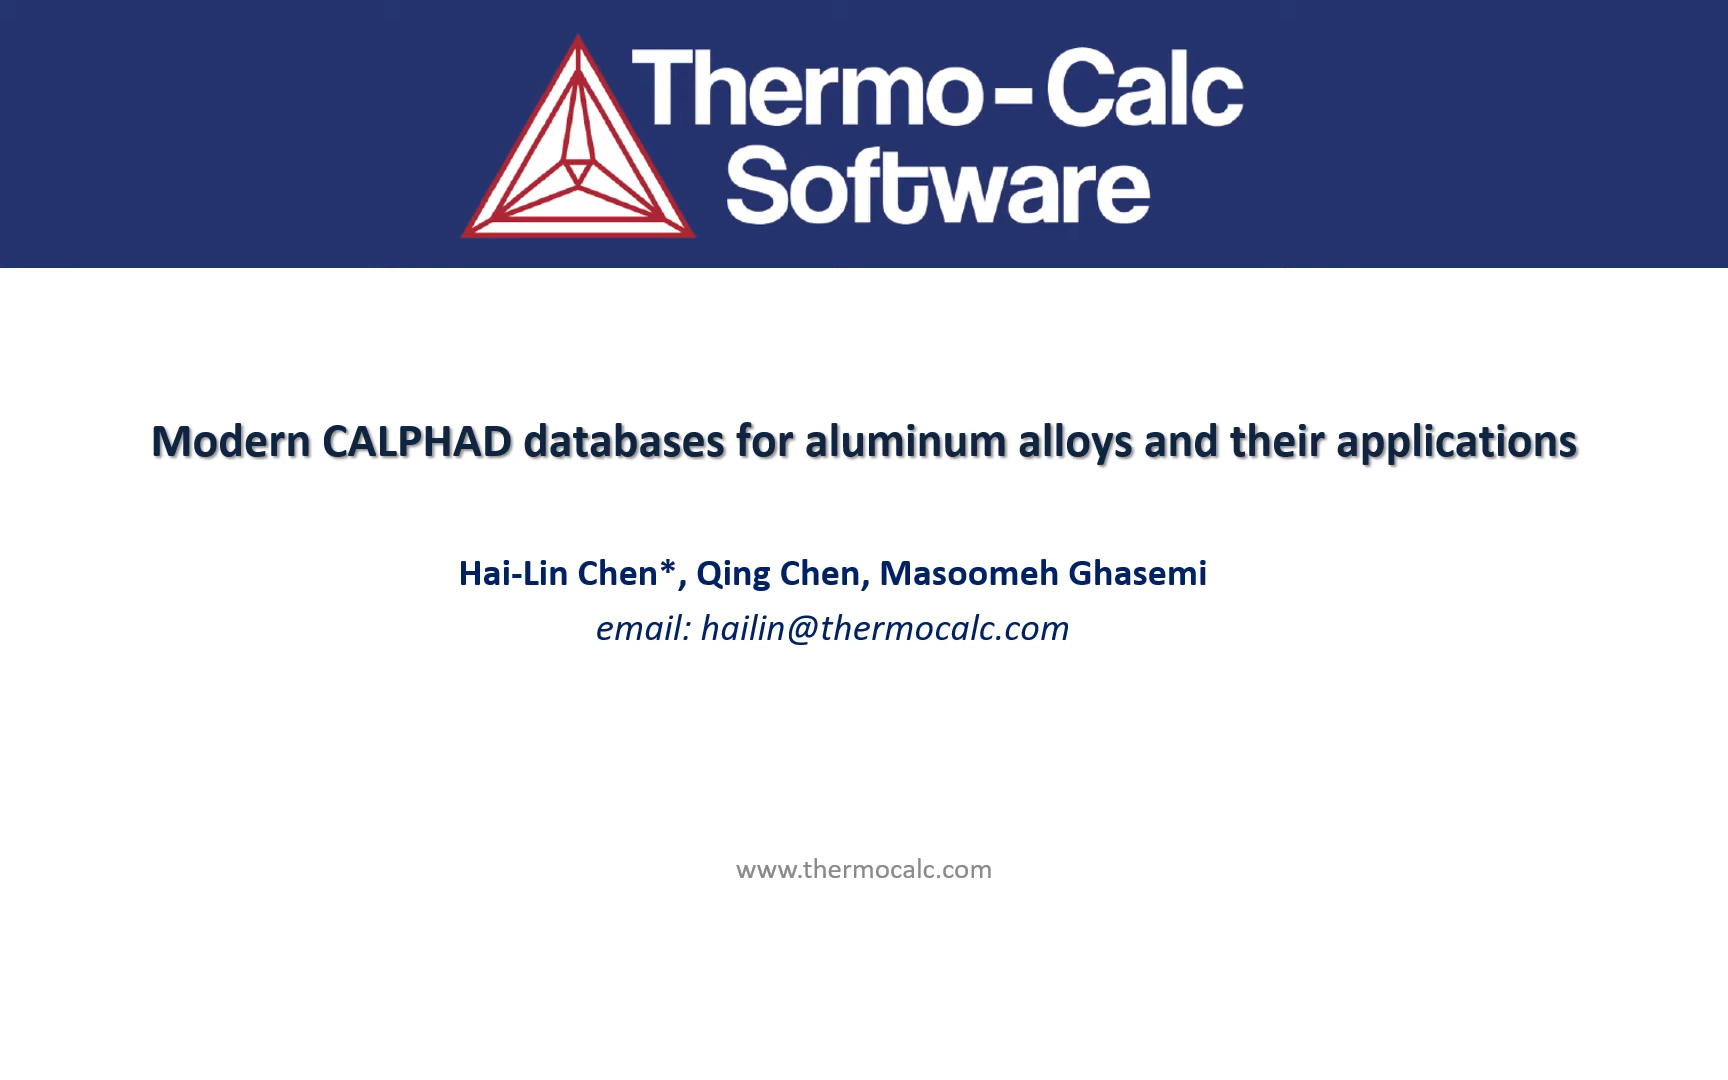 Thermo-Calc
Software
Modern CALPHAD databases for aluminum alloys and their applications
Hai-Lin Chen*, Qing Chen, Masoomeh Ghasemi
email: hailin@thermocalc.com
www.thermocalc.com